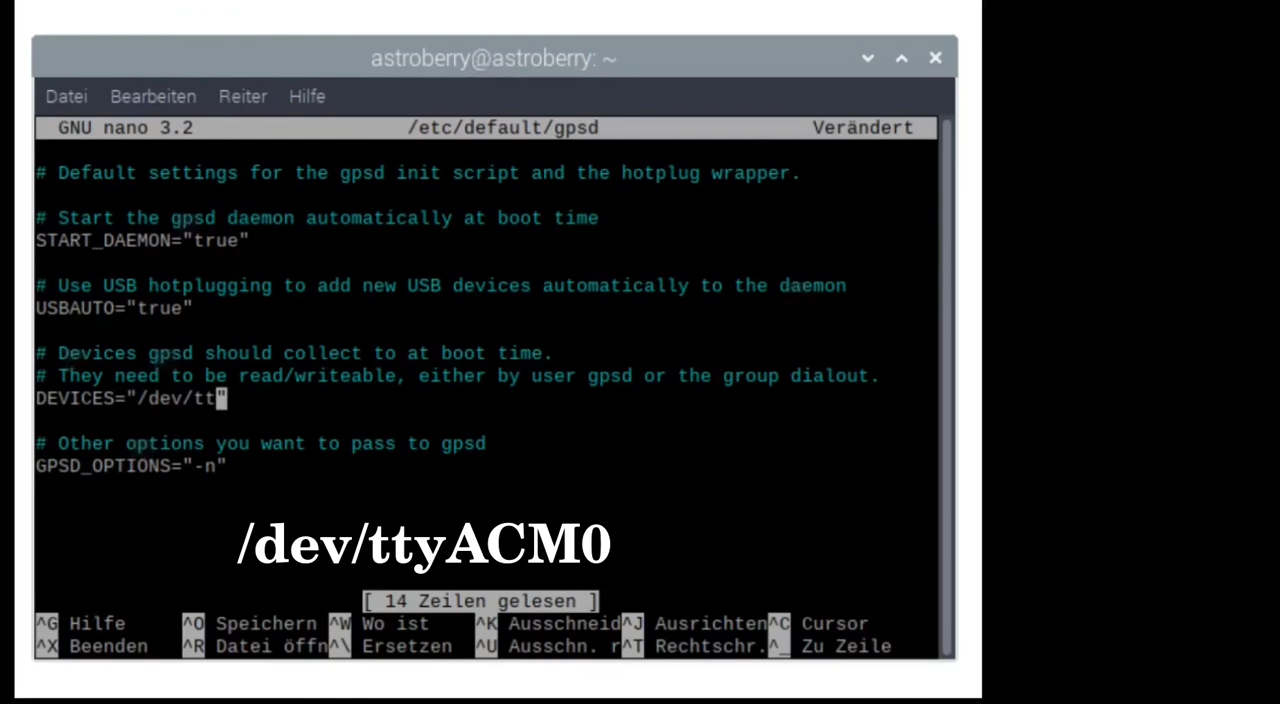 astroberry@astroberry: ~
Datei Bearbeiten Reiter Hilfe
GNU nano 3.2 /etc/default/gpsd Verändert
# Default settings for the gpsd init script and the hotplug wrapper.
# Start the gpsd daemon automatically at boot time
START_DAEMON="true"
# Use USB hotplugging to add new USB devices automatically to the daemon
USBAUTO="true"
# Devices gpsd should collect to at boot time.
# They need to be read/writeable, either by user gpsd or the group dialout.
DEVICES="/dev/tt"
# Other options you want to pass to gpsd
GPSD_OPTIONS="-n"
/dev/ttyACM0
[ 14 Zeilen gelesen ]
^G Hilfe ^O Speichern ^W Wo ist ^K Ausschneid^J Ausrichten^C Cursor
^X Beenden ^R Datei öffn^\ Ersetzen ^U Ausschn. r^T Rechtschr.^_ Zu Zeile